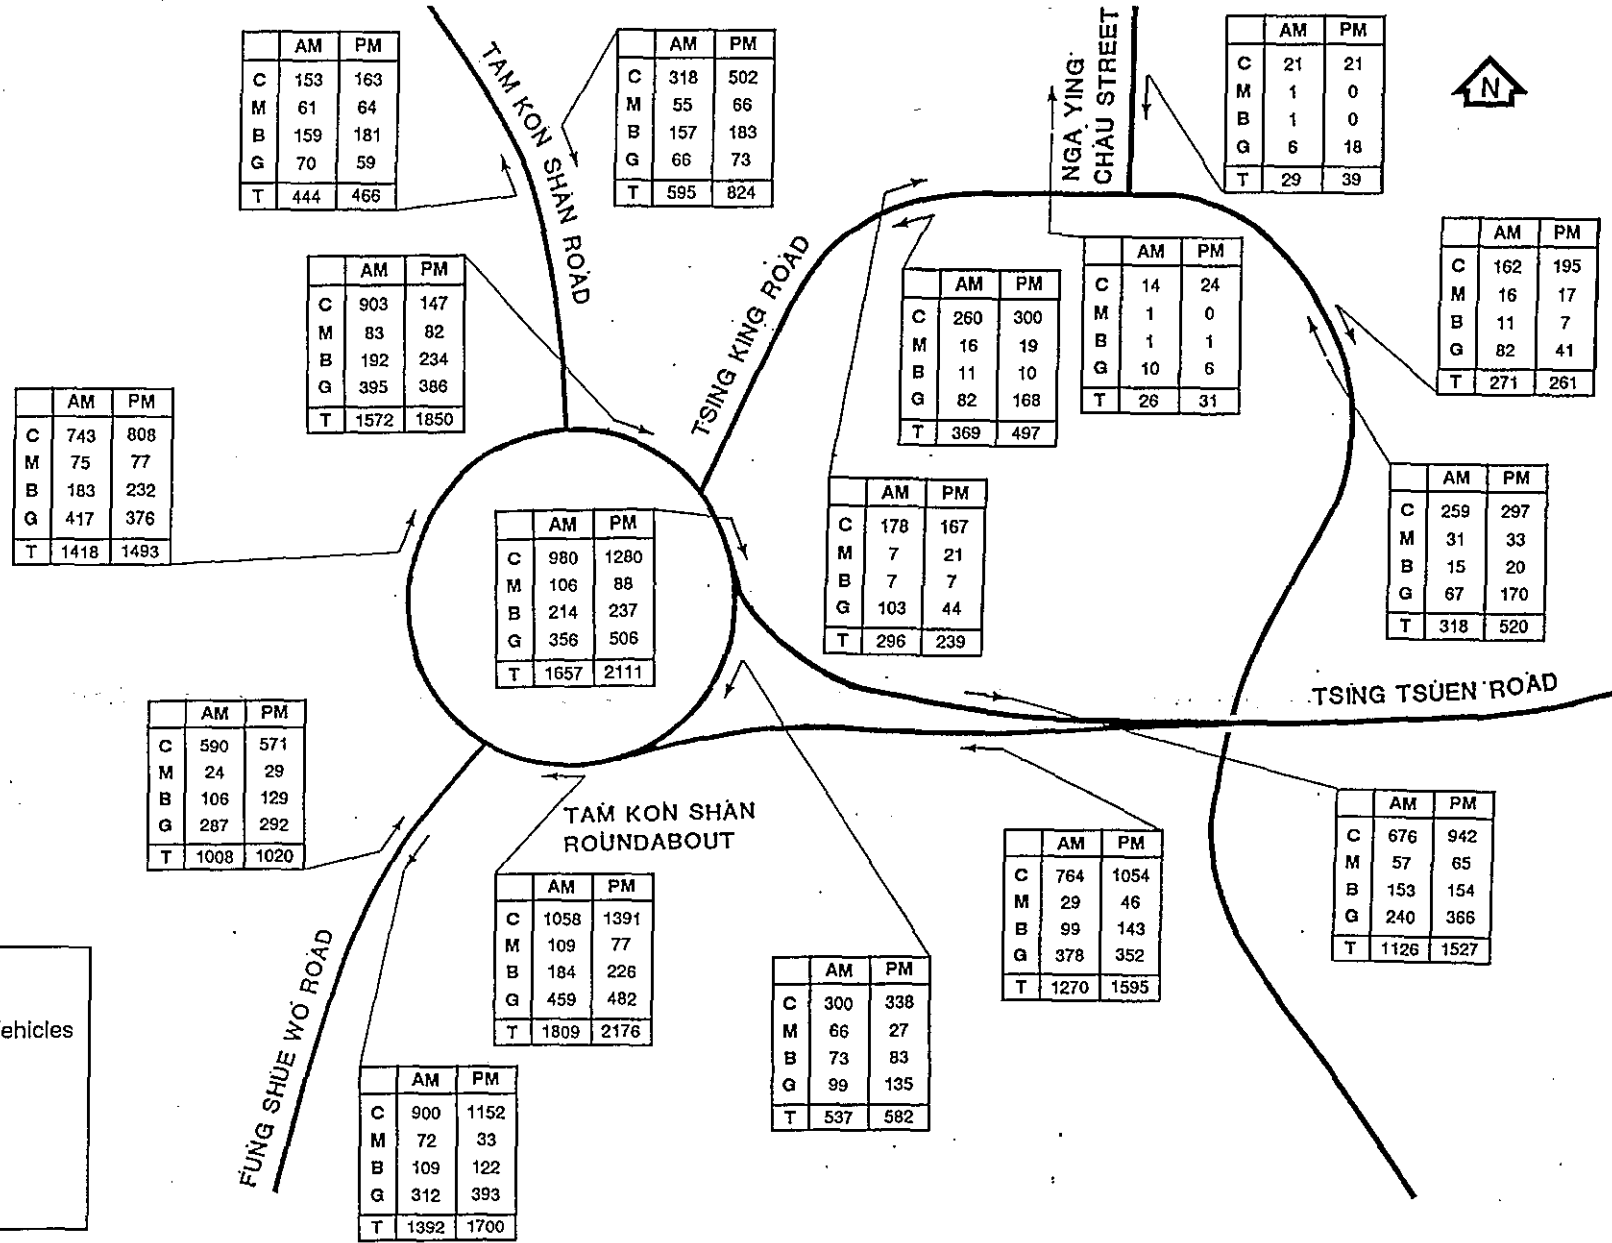 AM PM
C 153 163
M 61 64
B 159 181
G 70 59
T 444 466
TAM KON SHAN ROAD
AM PM
C 318 502
M 55 66
B 157 183
G 66 73
T 595 824
NGA YING
CHAU STREET
AM PM
C 21 21
M 1 0
B 1 0
G 6 18
T 29 39
N
AM PM
C 903 147
M 83 82
B 192 234
G 395 386
T 1572 1850
TSING KING ROAD
AM PM
C 260 300
M 16 19
B 11 10
G 82 168
T 369 497
AM PM
C 14 24
M 1 0
B 1 1
G 10 6
T 26 31
AM PM
C 162 195
M 16 17
B 11 7
G 82 41
T 271 261
AM PM
C 743 808
M 75 77
B 183 232
G 417 376
T 1418 1493
AM PM
C 980 1280
M 106 88
B 214 237
G 356 506
T 1657 2111
AM PM
C 178 167
M 7 21
B 7 7
G 103 44
T 296 239
AM PM
C 259 297
M 31 33
B 15 20
G 67 170
T 318 520
TSING TSUEN ROAD
AM PM
C 590 571
M 24 29
B 106 129
G 287 292
T 1008 1020
TAM KON SHAN
ROUNDABOUT
AM PM
C 676 942
M 57 65
B 153 154
G 240 366
T 1126 1527
AM PM
C 764 1054
M 29 46
B 99 143
G 378 352
T 1270 1595
AM PM
C 1058 1391
M 109 77
B 184 226
G 459 482
T 1809 2176
FUNG SHUE WO ROAD
AM PM
C 300 338
M 66 27
B 73 83
G 99 135
T 537 582
ehicles
AM PM
C 900 1152
M 72 33
B 109 122
G 312 393
T 1392 1700